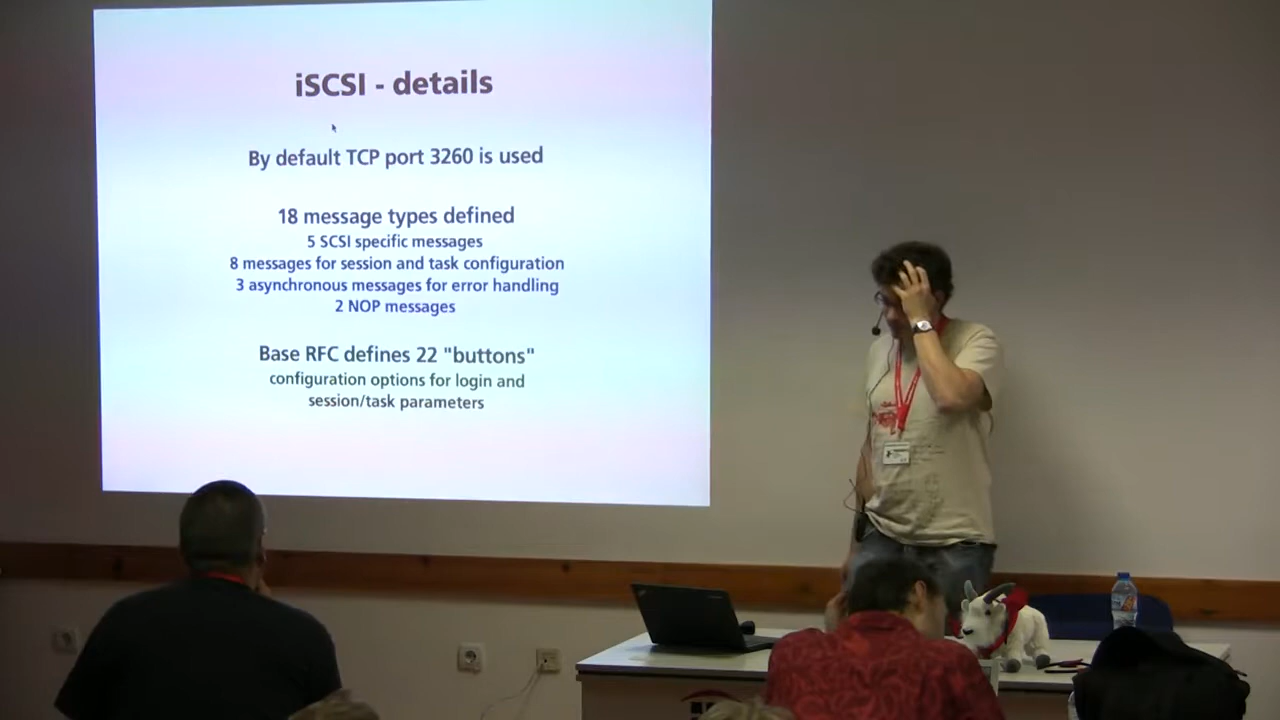 iSCSI - details
By default TCP port 3260 is used
18 message types defined
5 SCSI specific messages
8 messages for session and task configuration
3 asynchronous messages for error handling
2 NOP messages
Base RFC defines 22 "buttons"
configuration options for login and
session/task parameters